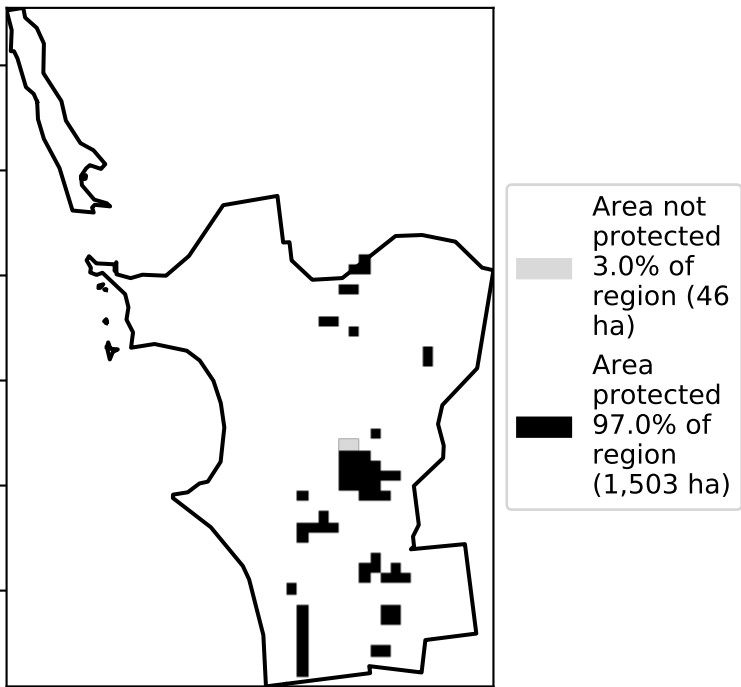 Area not
protected
3.0% of
region (46
ha)
Area
protected
97.0% of
region
(1,503 ha)